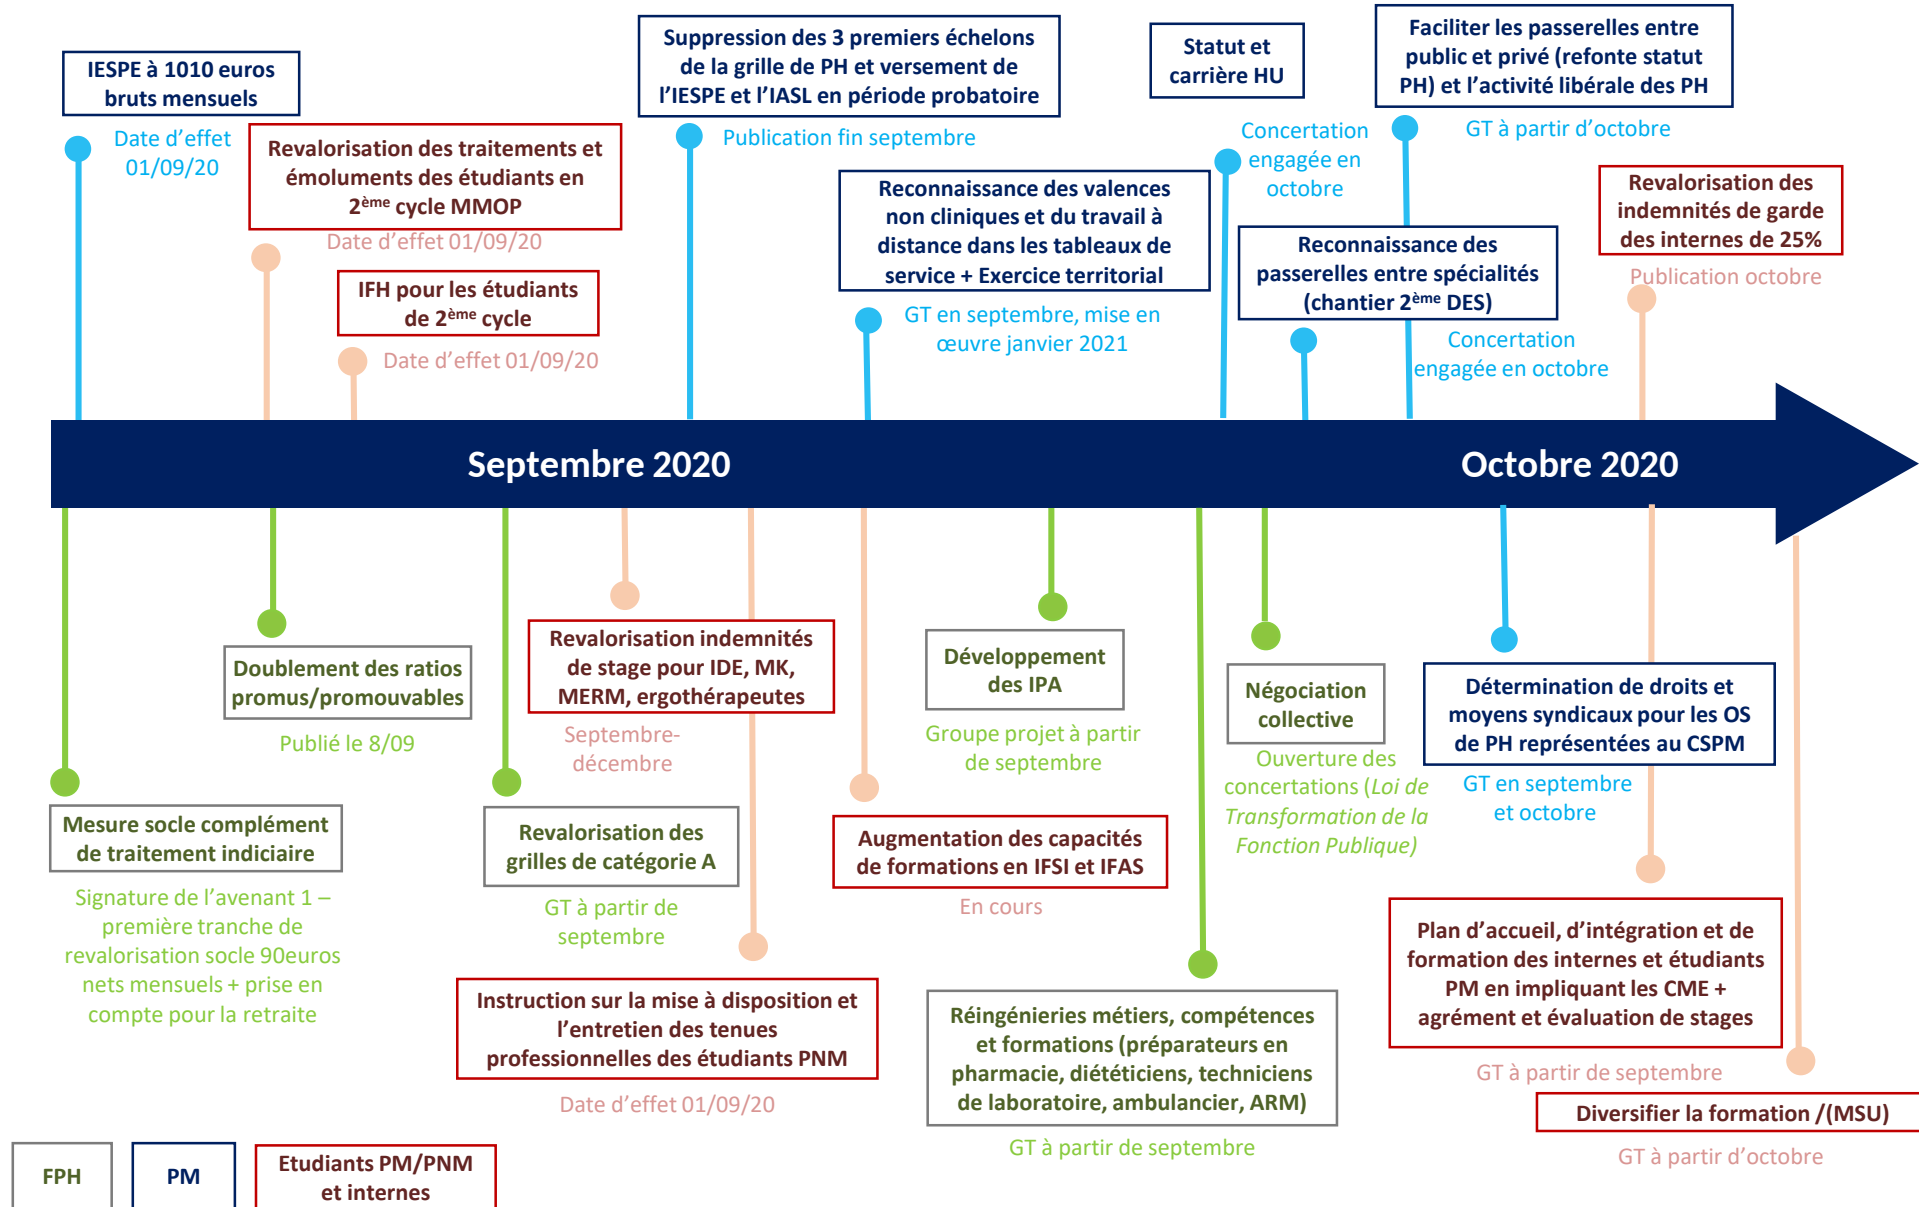 IESPE à 1010 euros
bruts mensuels
Date d'effet
01/09/20
Revalorisation des traitements et
émoluments des étudiants en
2ème cycle MMOP
Date d'effet 01/09/20
IFH pour les étudiants
de 2ème cycle
Date d'effet 01/09/20
Suppression des 3 premiers échelons
de la grille de PH et versement de
l'IESPE et l'IASL en période probatoire
Publication fin septembre
Reconnaissance des valences
non cliniques et du travail à
distance dans les tableaux de
service + Exercice territorial
GT en septembre, mise en
œuvre janvier 2021
Statut et
carrière HU
Concertation
engagée en
octobre
Faciliter les passerelles entre
public et privé (refonte statut
PH) et l'activité libérale des PH
GT à partir d'octobre
Reconnaissance des
passerelles entre spécialités
(chantier 2ème DES)
Concertation
engagée en octobre
Revalorisation des
indemnités de garde
des internes de 25%
Publication octobre
Septembre 2020
Octobre 2020
Mesure socle complément
de traitement indiciaire
Signature de l'avenant 1 –
première tranche de
revalorisation socle 90euros
nets mensuels + prise en
compte pour la retraite
Doublement des ratios
promus/promouvables
Publié le 8/09
Revalorisation des
grilles de catégorie A
GT à partir de
septembre
Revalorisation indemnités
de stage pour IDE, MK,
MERM, ergothérapeutes
Septembre-
décembre
Instruction sur la mise à disposition et
l'entretien des tenues
professionnelles des étudiants PNM
Date d'effet 01/09/20
Augmentation des capacités
de formations en IFSI et IFAS
En cours
Développement
des IPA
Groupe projet à partir
de septembre
Réingénieries métiers, compétences
et formations (préparateurs en
pharmacie, diététiciens, techniciens
de laboratoire, ambulancier, ARM)
GT à partir de septembre
Négociation
collective
Ouverture des
concertations (Loi de
Transformation de la
Fonction Publique)
Détermination de droits et
moyens syndicaux pour les OS
de PH représentées au CSPM
GT en septembre
et octobre
Plan d'accueil, d'intégration et de
formation des internes et étudiants
PM en impliquant les CME +
agrément et évaluation de stages
GT à partir de septembre
Diversifier la formation /(MSU)
GT à partir d'octobre
FPH
PM
Etudiants PM/PNM
et internes